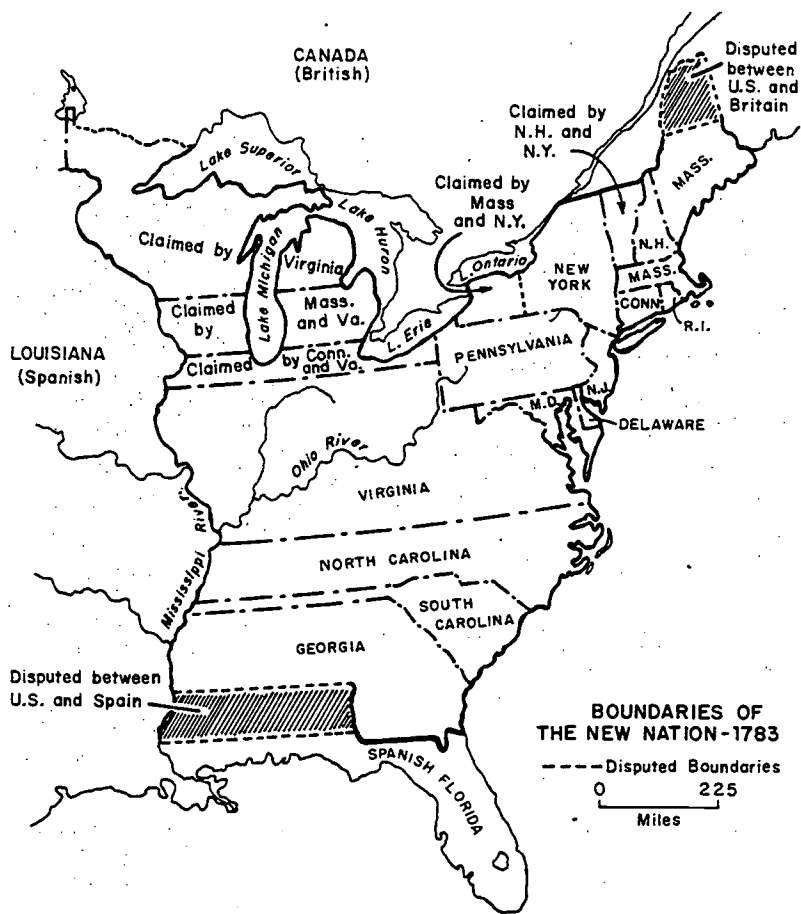 CANADA
(British)
Disputed
between
U.S. and
Britain
Claimed by
N.H. and
N.Y.
Lake Superior
Claimed by
Mass
and N.Y.
MASS.
Lake Huron
Claimed by
Lake Michigan
Virginia
L. Ontario
N.H.
NEW
YORK
MASS.
CONN.
R.I.
Claimed
by
Mass.
and Va.
L. Erie
LOUISIANA
(Spanish)
Claimed
by Conn.
and Va.
PENNSYLVANIA
M.D.
N.J.
DELAWARE
Ohio River
VIRGINIA
Mississippi River
NORTH CAROLINA
SOUTH
CAROLINA
GEORGIA
Disputed between
U.S. and Spain
SPANISH FLORIDA
BOUNDARIES OF
THE NEW NATION-1783
Disputed Boundaries
0 225
Miles